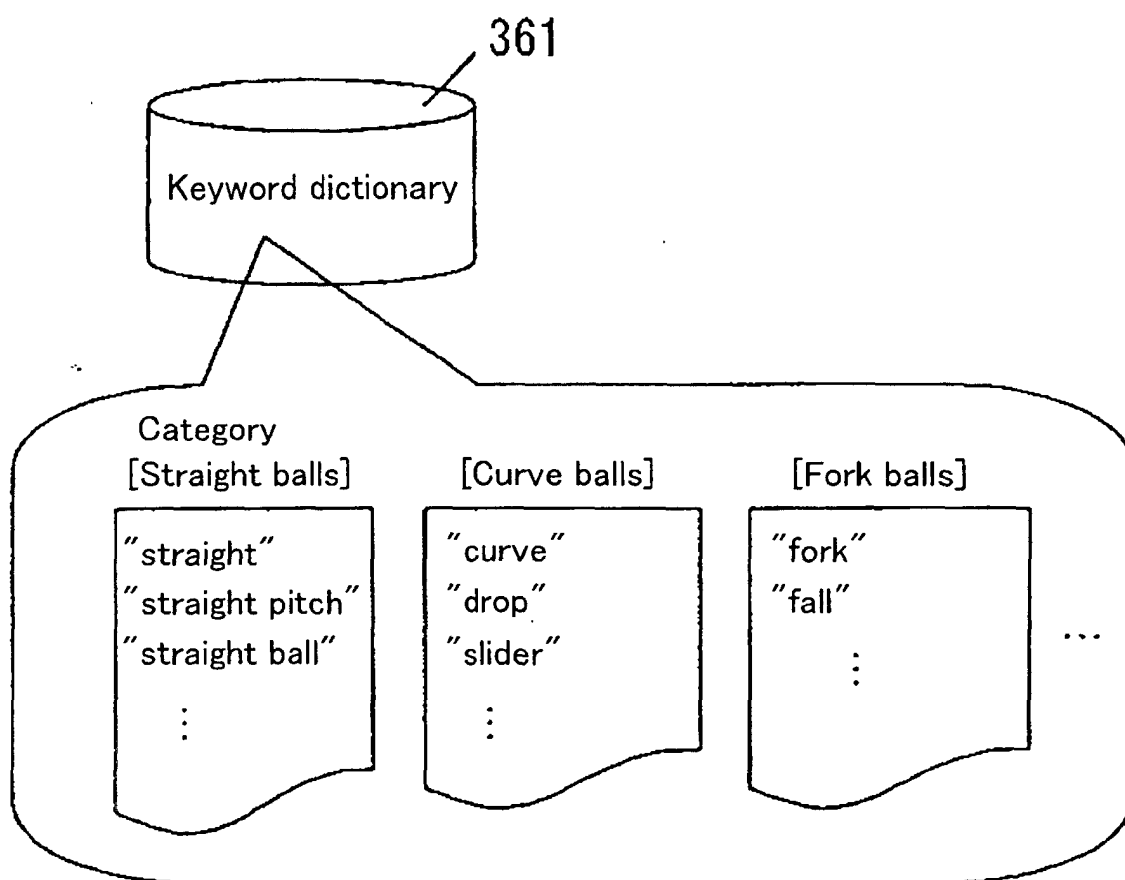 361
Keyword dictionary
Category
[Straight balls] [Curve balls] [Fork balls]
"straight" "curve" "fork"
"straight pitch" "drop" "fall"
"straight ball" "slider"
⋮ ⋮ ⋮
...